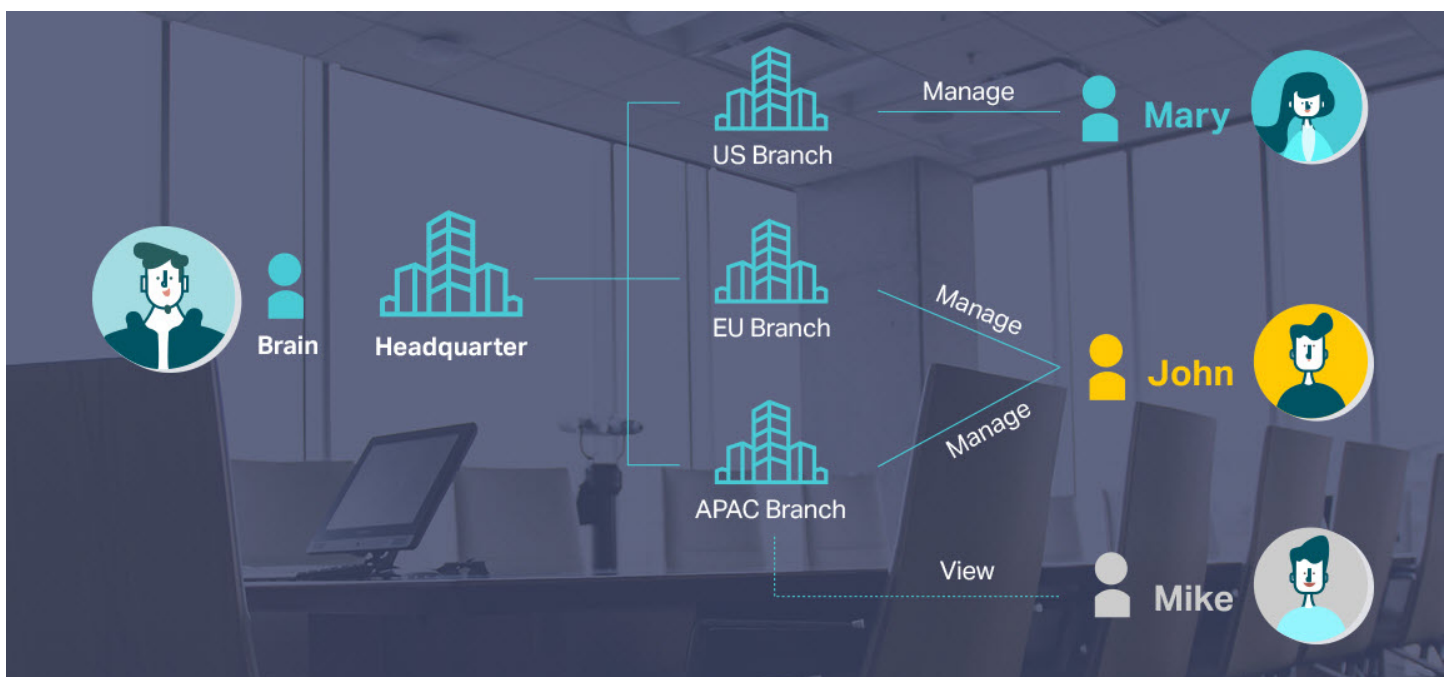 Manage
Mary
US Branch
Brain
Headquarter
EU Branch
Manage
John
Manage
APAC Branch
View
Mike